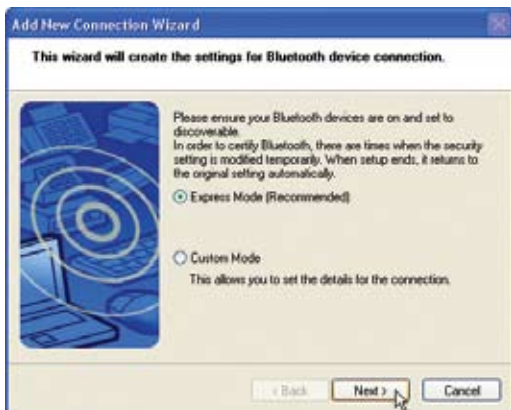 Add New Connection Wizard
This wizard will create the settings for Bluetooth device connection.
Please ensure your Bluetooth devices are on and set to
discoverable.
In order to certify Bluetooth, there are times when the security
setting is modified temporarily. When setup ends, it returns to
the original setting automatically.
Express Mode (Recommended)
Custom Mode
This allows you to set the details for the connection.
< Back Next > Cancel